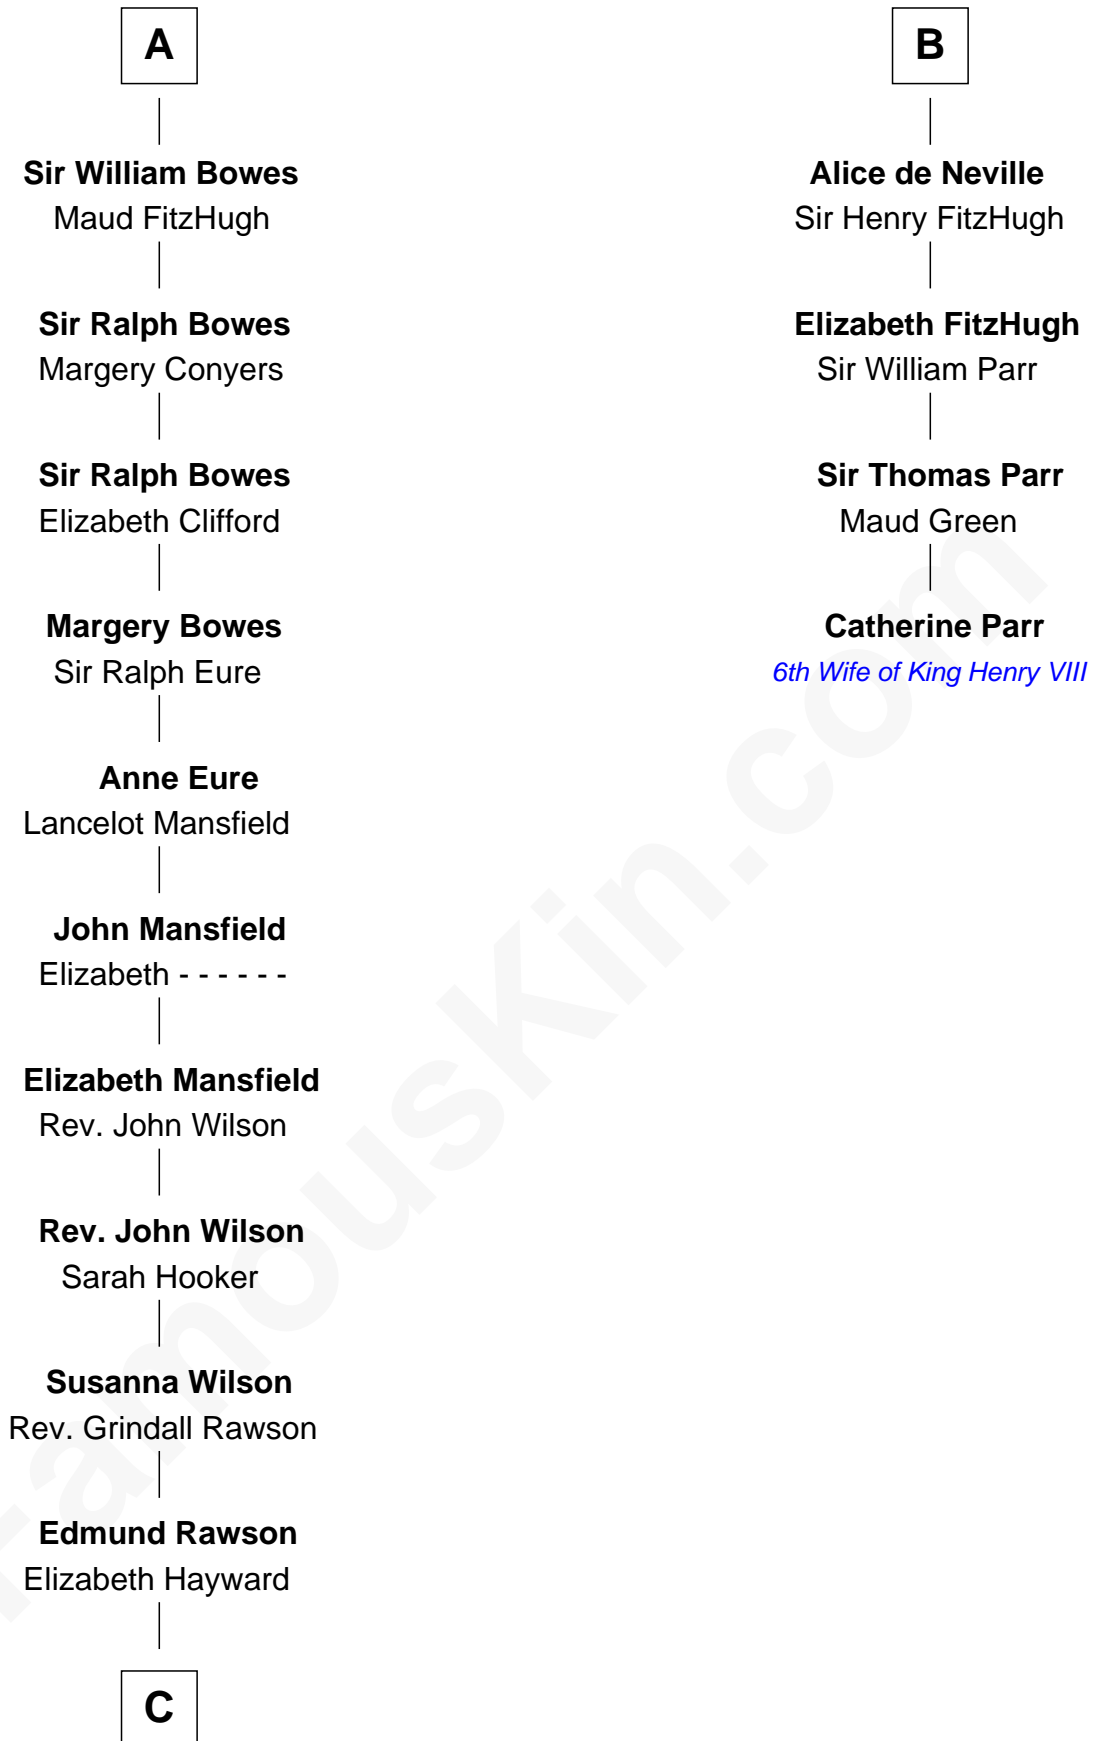 A
Sir William Bowes
Maud FitzHugh
Sir Ralph Bowes
Margery Conyers
Sir Ralph Bowes
Elizabeth Clifford
Margery Bowes
Sir Ralph Eure
Anne Eure
Lancelot Mansfield
John Mansfield
Elizabeth - - - - - -
Elizabeth Mansfield
Rev. John Wilson
Rev. John Wilson
Sarah Hooker
Susanna Wilson
Rev. Grindall Rawson
Edmund Rawson
Elizabeth Hayward
C
B
Alice de Neville
Sir Henry FitzHugh
Elizabeth FitzHugh
Sir William Parr
Sir Thomas Parr
Maud Green
Catherine Parr
6th Wife of King Henry VIII
FamousKin.com